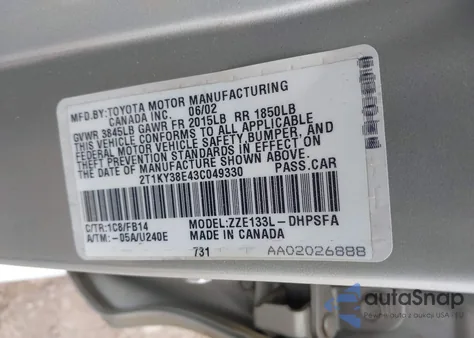 MFD.BY:TOYOTA MOTOR MANUFACTURING
CANADA INC. 06/02
GVWR 3845LB GAWR FR 2015LB RR 1850LB
THIS VEHICLE CONFORMS TO ALL APPLICABLE
FEDERAL MOTOR VEHICLE SAFETY,BUMPER, AND
THEFT PREVENTION STANDARDS IN EFFECT ON
THE DATE OF MANUFACTURE SHOWN ABOVE.
2T1KY38E43C049330 PASS.CAR
C/TR:1C8/FB14 MODEL:ZZE133L-DHPSFA
A/TM:-05A/U240E MADE IN CANADA
731 AA02026888
autaSnap
z aukcji USA